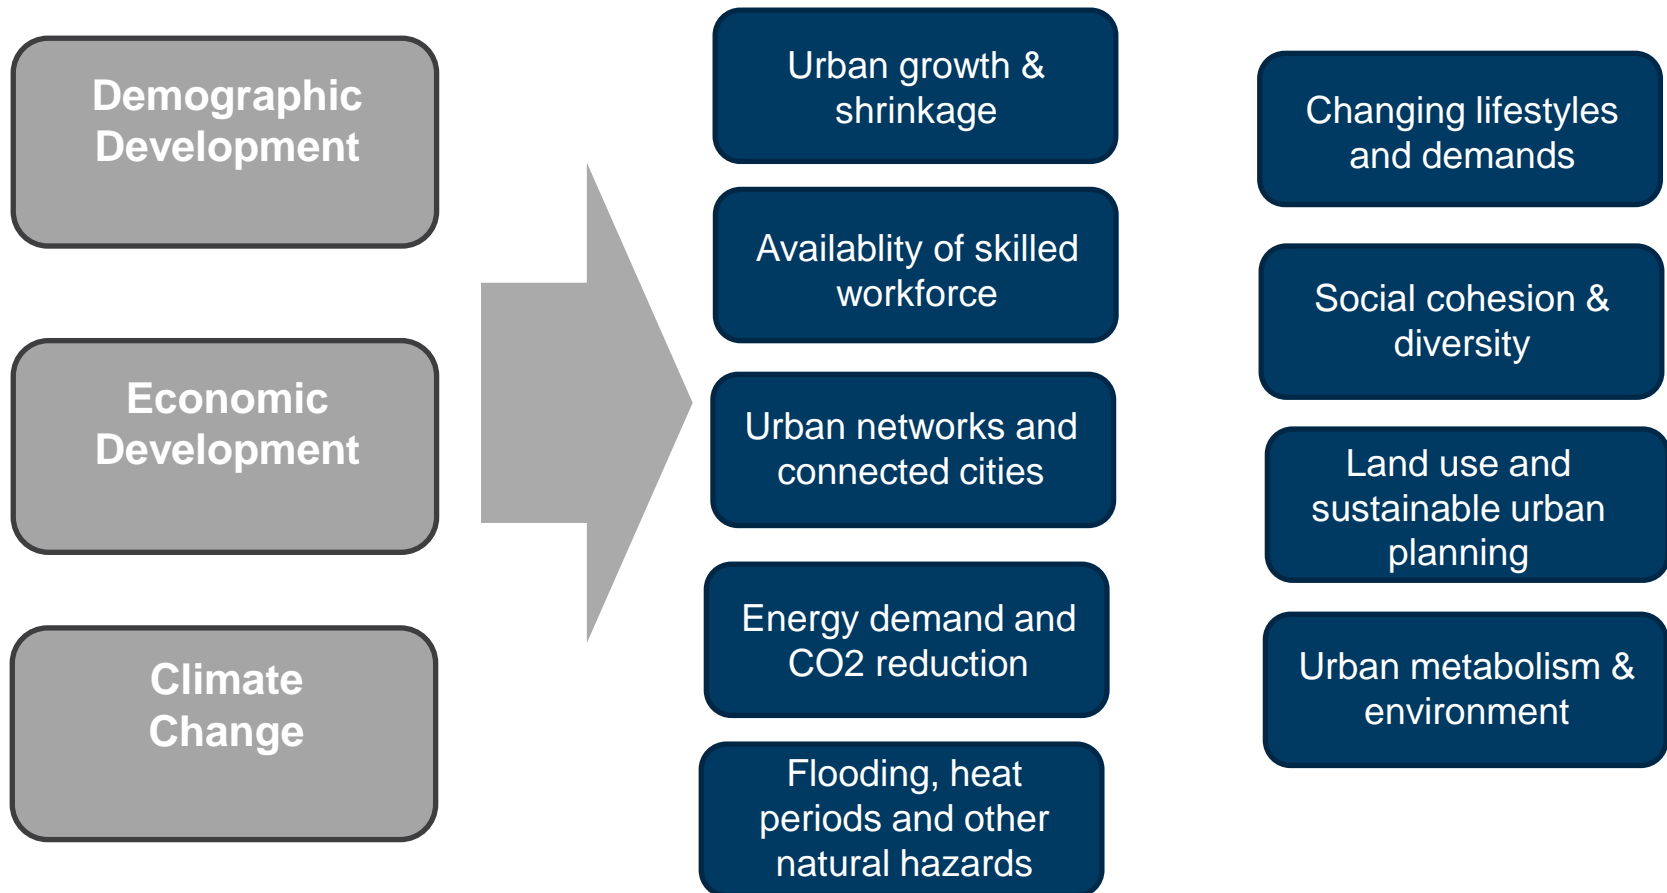 Demographic
Development
Economic
Development
Climate
Change
Urban growth &
shrinkage
Availablity of skilled
workforce
Urban networks and
connected cities
Energy demand and
CO2 reduction
Flooding, heat
periods and other
natural hazards
Changing lifestyles
and demands
Social cohesion &
diversity
Land use and
sustainable urban
planning
Urban metabolism &
environment